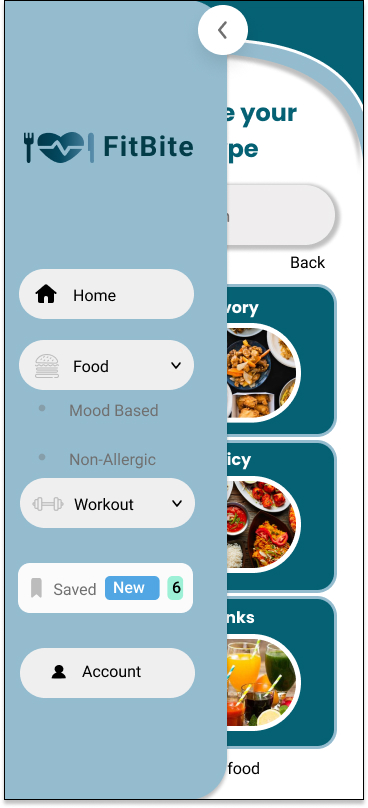 FitBite
Home
Food
Mood Based
Non-Allergic
Workout
Saved New 6
Account
e your
pe
Back
vory
icy
nks
food